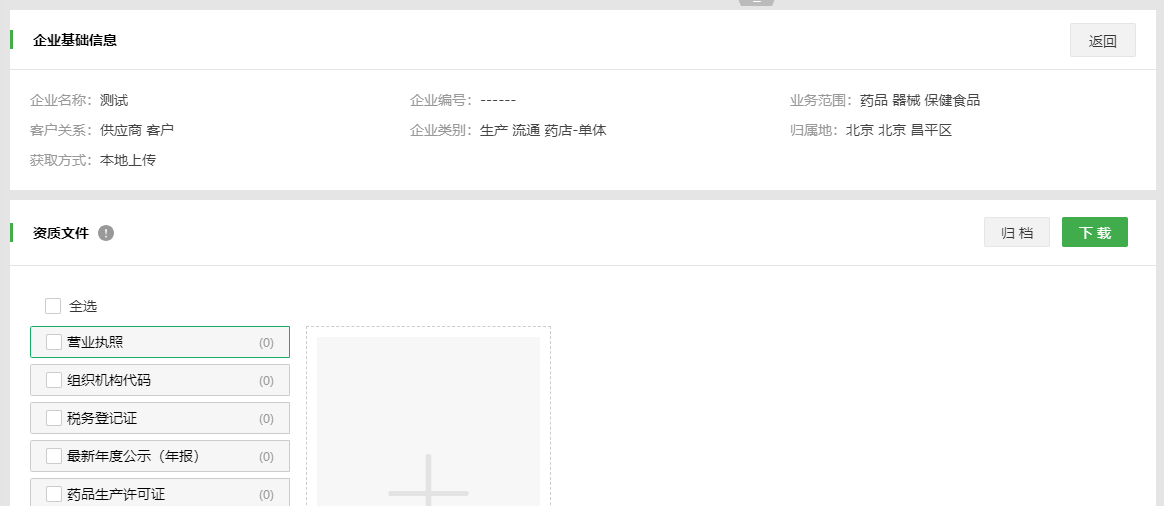 企业基础信息 返回
企业名称：测试 企业编号：------ 业务范围：药品 器械 保健食品
客户关系：供应商 客户 企业类别：生产 流通 药店-单体 归属地：北京 北京 昌平区
获取方式：本地上传
资质文件 ! 归 档 下 载
全选
营业执照 (0)
组织机构代码 (0)
税务登记证 (0)
最新年度公示（年报） (0)
药品生产许可证 (0)